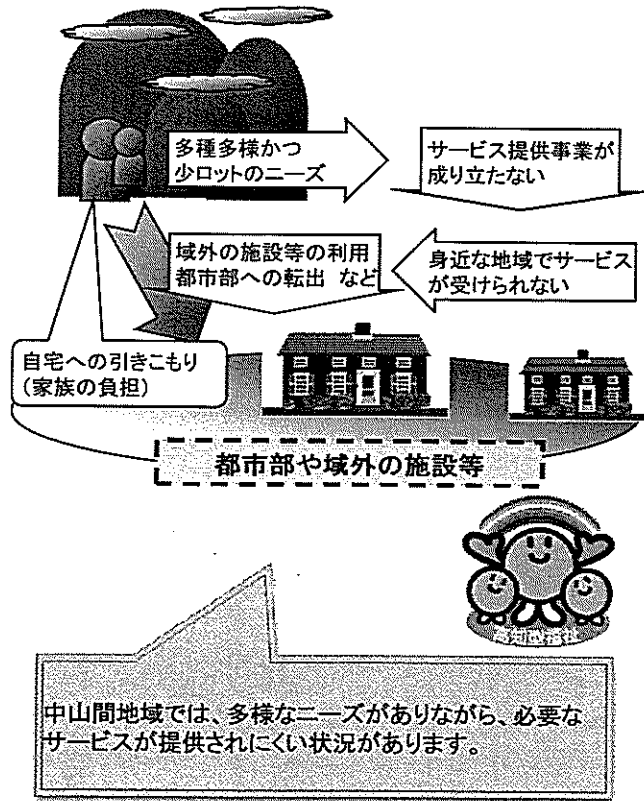 多種多様かつ
少ロットのニーズ
サービス提供事業が
成り立たない
域外の施設等の利用
都市部への転出 など
身近な地域でサービス
が受けられない
自宅への引きこもり
(家族の負担)
都市部や域外の施設等
高知型福祉
中山間地域では、多様なニーズがありながら、必要な
サービスが提供されにくい状況があります。